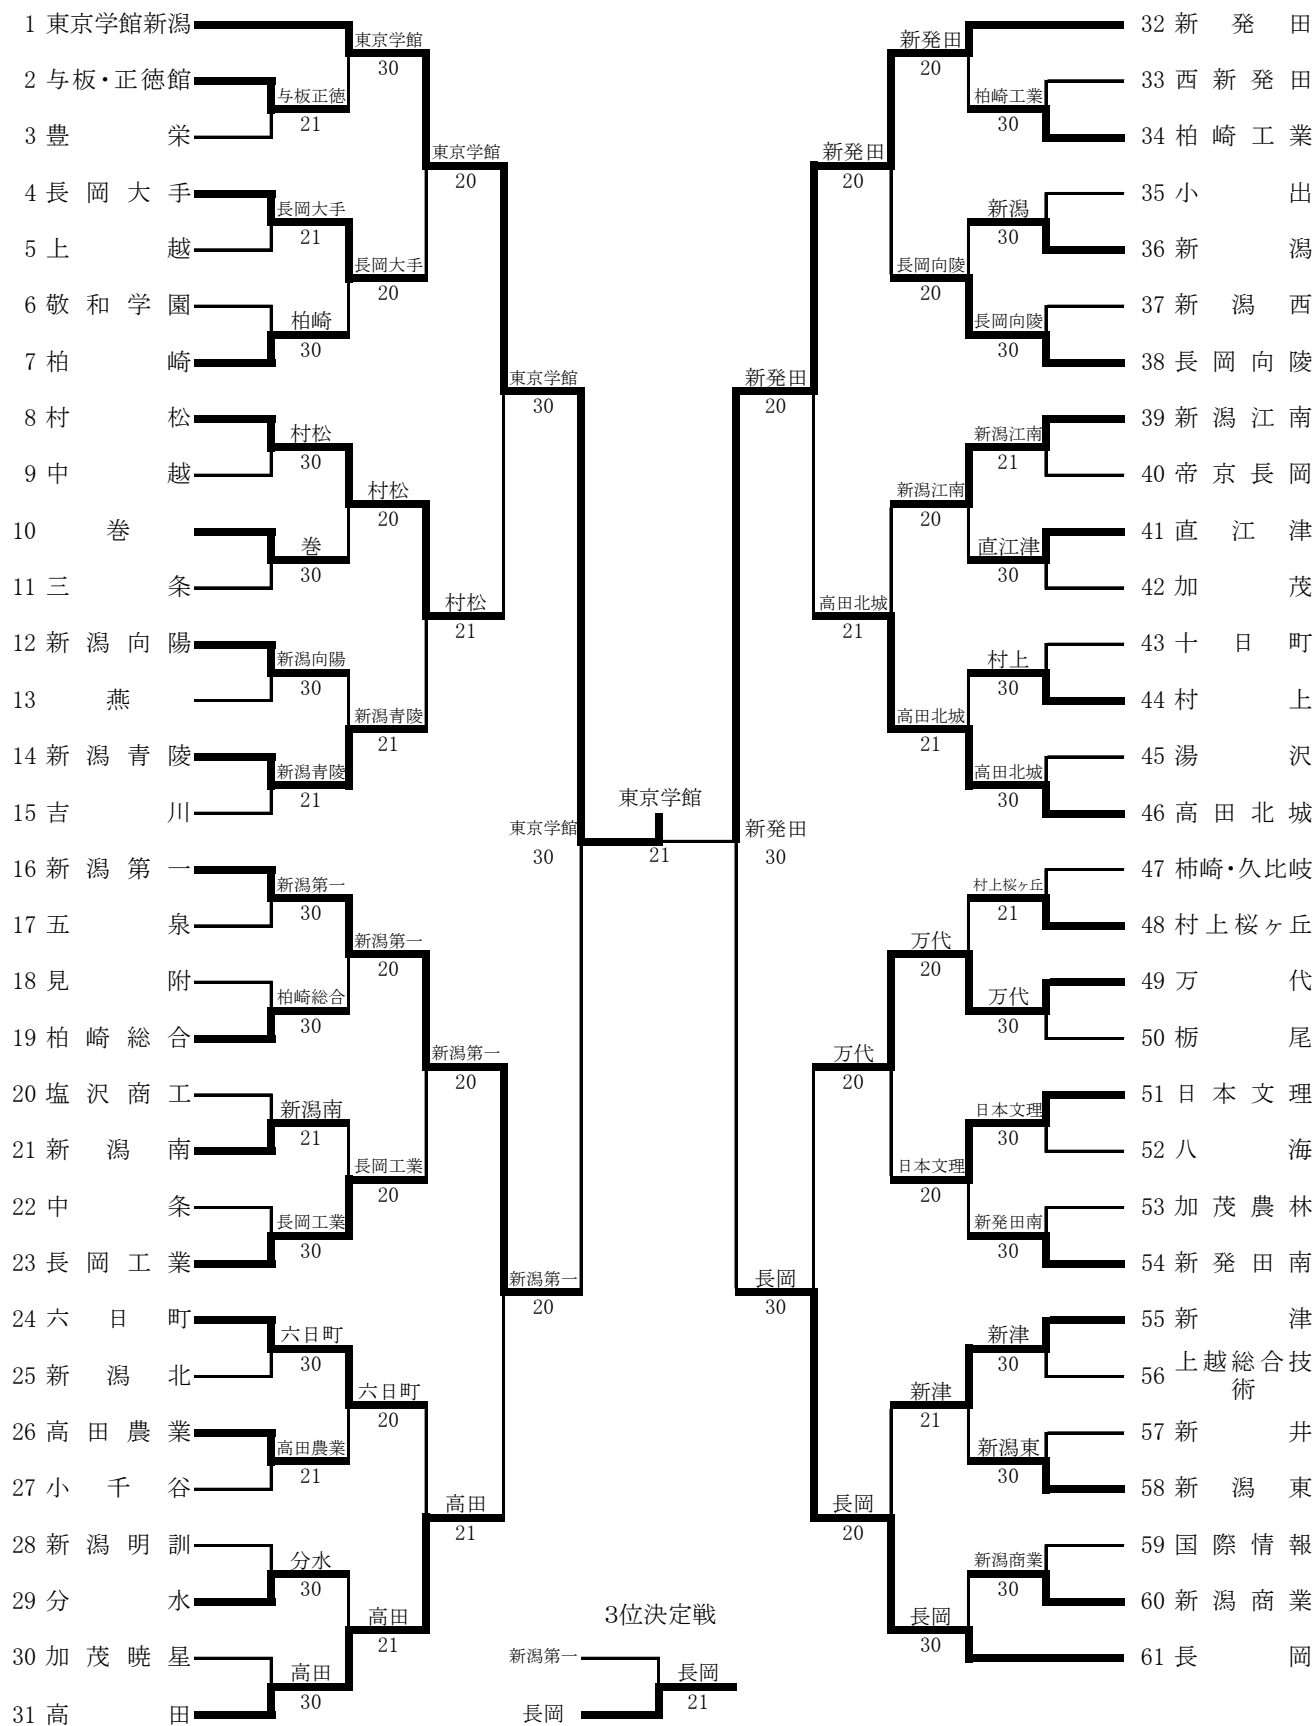 1 東京学館新潟
2 与板・正徳館
3 豊栄
4 長岡大手
5 上越
6 敬和学園
7 柏崎
8 村松
9 中越
10 巻
11 三条
12 新潟向陽
13 燕
14 新潟青陵
15 吉川
16 新潟第一
17 五泉
18 見附
19 柏崎総合
20 塩沢商工
21 新潟南
22 中条
23 長岡工業
24 六日町
25 新潟北
26 高田農業
27 小千谷
28 新潟明訓
29 分水
30 加茂暁星
31 高田
与板正徳
21
長岡大手
21
柏崎
30
村松
30
巻
30
新潟向陽
30
新潟青陵
21
新潟第一
30
柏崎総合
30
新潟南
21
長岡工業
30
六日町
30
高田農業
21
分水
30
高田
30
東京学館
30
長岡大手
20
村松
20
新潟青陵
21
新潟第一
20
長岡工業
20
六日町
20
高田
21
東京学館
20
村松
21
新潟第一
20
高田
21
東京学館
30
新潟第一
20
東京学館
30
東京学館
21
新発田
30
新発田
20
長岡
30
新発田
20
高田北城
21
万代
20
長岡
20
新発田
20
長岡向陵
20
新潟江南
20
高田北城
21
万代
20
日本文理
20
新津
21
長岡
30
柏崎工業
30
新潟
30
長岡向陵
30
新潟江南
21
直江津
30
村上
30
高田北城
30
村上桜ヶ丘
21
万代
30
日本文理
30
新発田南
30
新津
30
新潟東
30
新潟商業
30
32 新発田
33 西新発田
34 柏崎工業
35 小出
36 新潟
37 新潟西
38 長岡向陵
39 新潟江南
40 帝京長岡
41 直江津
42 加茂
43 十日町
44 村上
45 湯沢
46 高田北城
47 柿崎・久比岐
48 村上桜ヶ丘
49 万代
50 栃尾
51 日本文理
52 八海
53 加茂農林
54 新発田南
55 新津
56 上越総合技
術
57 新井
58 新潟東
59 国際情報
60 新潟商業
61 長岡
3位決定戦
新潟第一
長岡
長岡
21